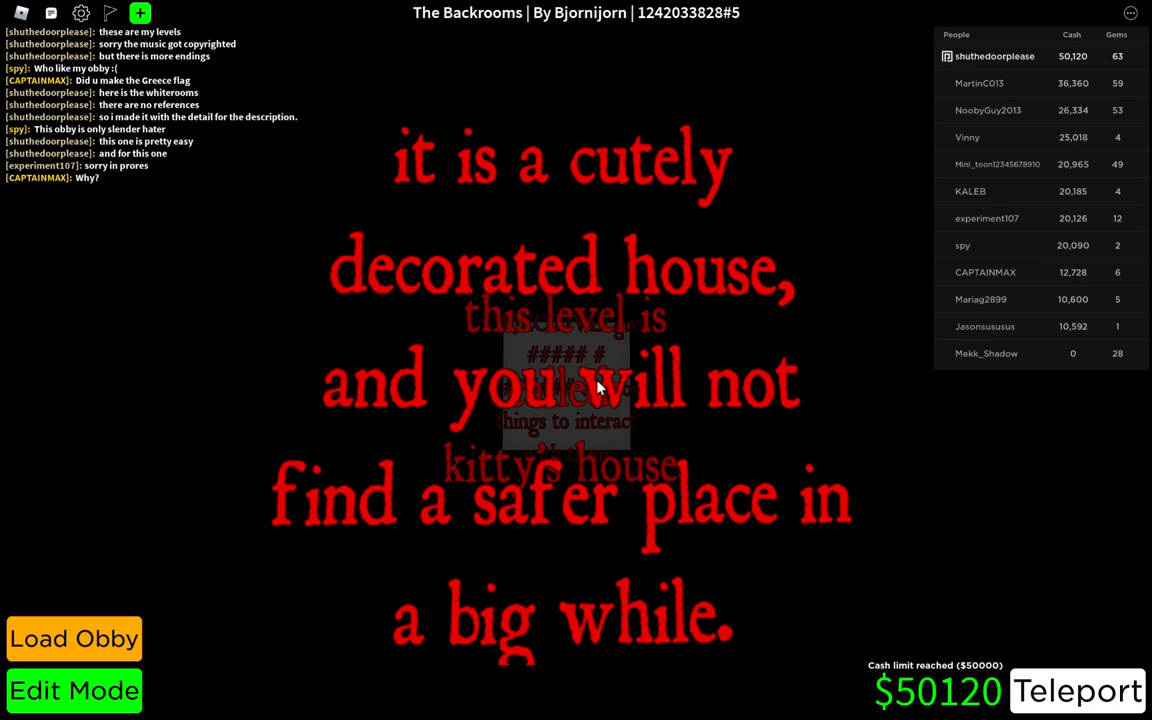 The Backrooms | By Bjornijorn | 1242033828#5
[shuthedoorplease]: these are my levels
[shuthedoorplease]: sorry the music got copyrighted
[shuthedoorplease]: but there is more endings
[spy]: Who like my obby :(
[CAPTAINMAX]: Did u make the Greece flag
[shuthedoorplease]: here is the whiterooms
[shuthedoorplease]: there are no references
[shuthedoorplease]: so i made it with the detail for the description.
[spy]: This obby is only slender hater
[shuthedoorplease]: this one is pretty easy
[shuthedoorplease]: and for this one
[experiment107]: sorry in prores
[CAPTAINMAX]: Why?
People Cash Gems
shuthedoorplease 50,120 63
MartinC013 36,360 59
NoobyGuy2013 26,334 53
Vinny 25,018 4
Mini_toon12345678910 20,965 49
KALEB 20,185 4
experiment107 20,126 12
spy 20,090 2
CAPTAINMAX 12,728 6
Mariag2899 10,600 5
Jasonsususus 10,592 1
Mekk_Shadow 0 28
it is a cutely
decorated house,
this level is
##### #
and you will not
things to interact
kitty's house
find a safer place in
a big while.
Load Obby
Edit Mode
Cash limit reached ($50000)
$50120
Teleport